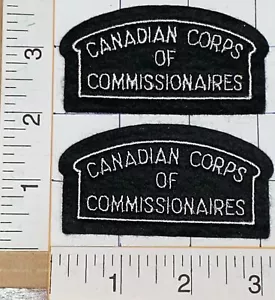 CANADIAN CORPS
OF
COMMISSIONAIRES
CANADIAN CORPS
OF
COMMISSIONAIRES
3
2
1
1
2
3